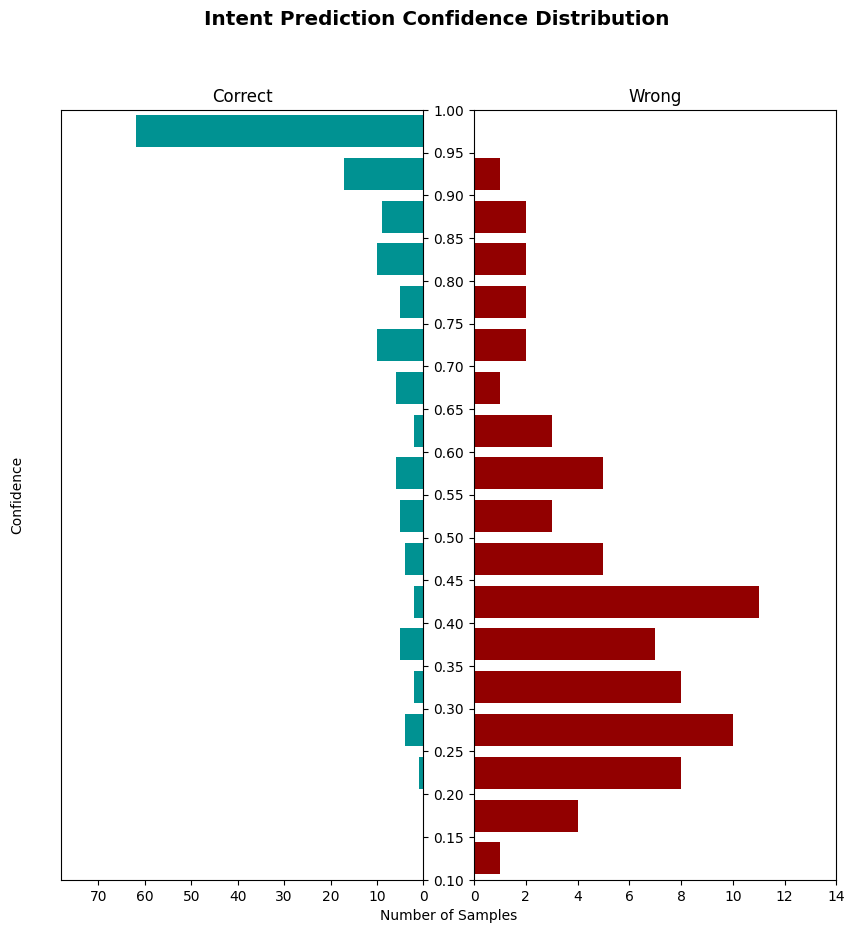 Intent Prediction Confidence Distribution
Correct
Wrong
1.00
0.95
0.90
0.85
0.80
0.75
0.70
0.65
0.60
0.55
0.50
0.45
0.40
0.35
0.30
0.25
0.20
0.15
0.10
Confidence
70 60 50 40 30 20 10 0
0 2 4 6 8 10 12 14
Number of Samples